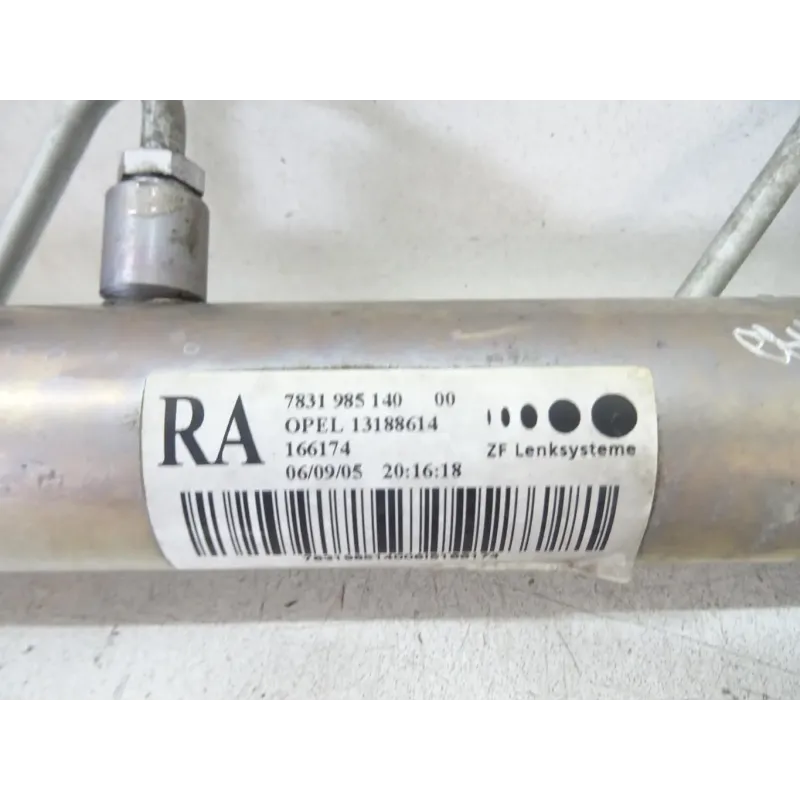 RA
7831 985 140 00
OPEL 13188614
166174
06/09/05 20:16:18
ZF Lenksysteme